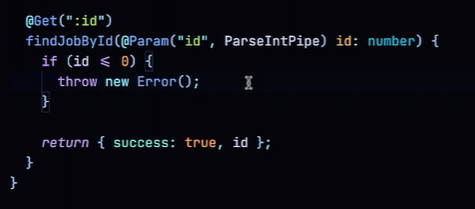 @Get(":id")
findJobById(@Param("id", ParseIntPipe) id: number) {
if (id <= 0) {
throw new Error();
}
return { success: true, id };
}
}